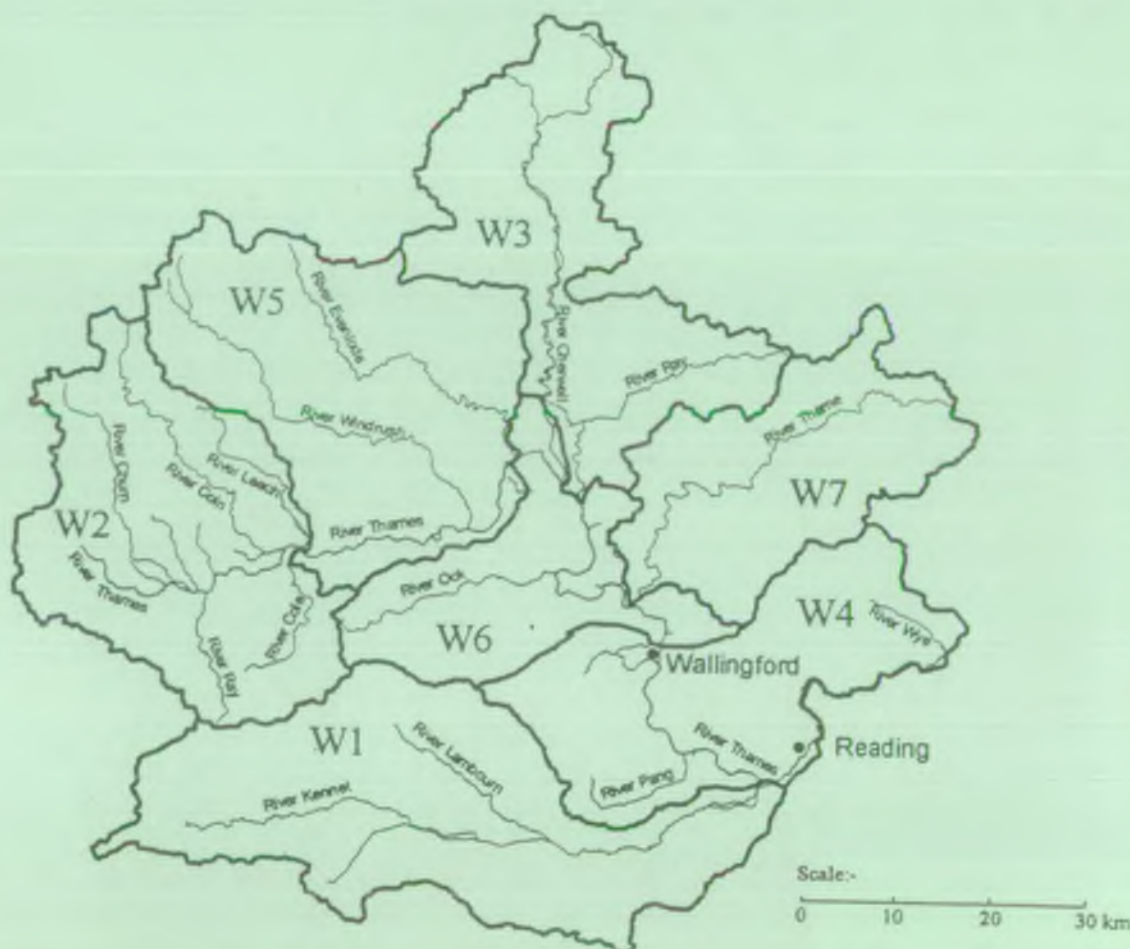 W3
W5
River Evenlode
River Cherwell
River Ray
River Thame
River Windrush
River Churn
River Leach
River Coln
W7
W2
River Thames
River Thames
River Ock
River Cole
W4
River Wye
W6
Wallingford
River Ray
W1
River Lambourn
River Thames
Reading
River Pang
River Kennet
Scale:-
0 10 20 30 km